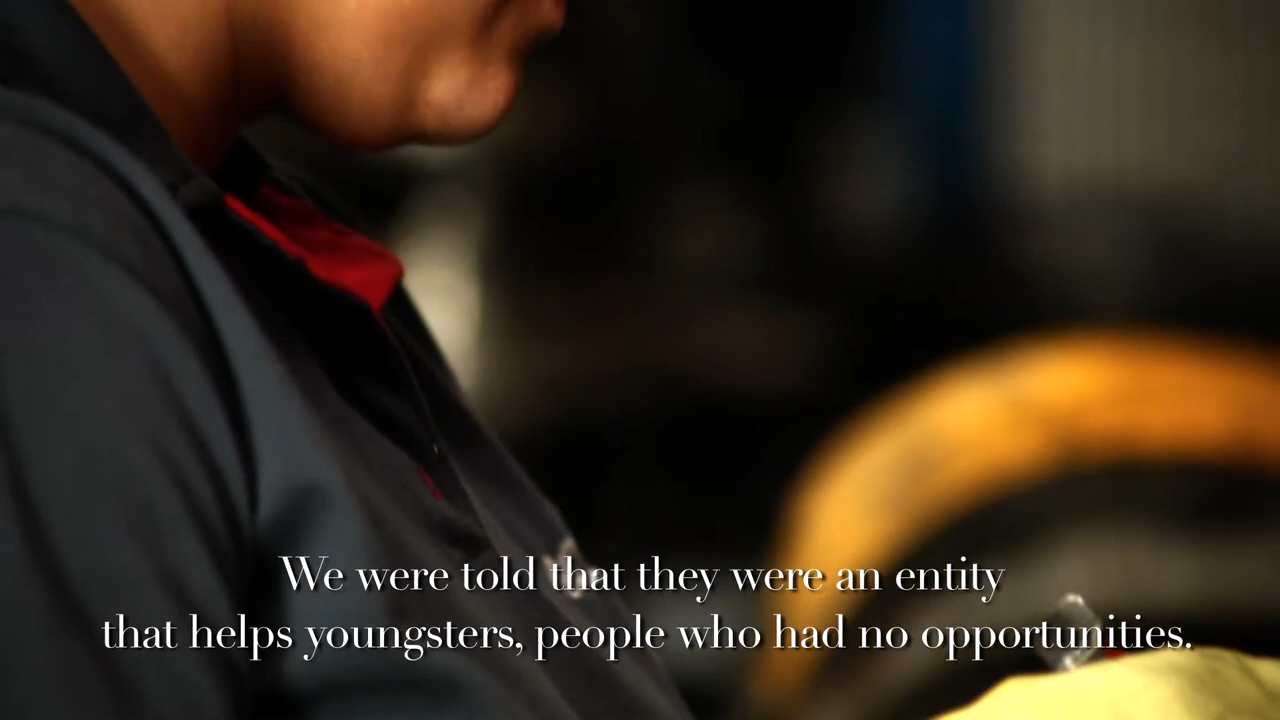 We were told that they were an entity
that helps youngsters, people who had no opportunities.